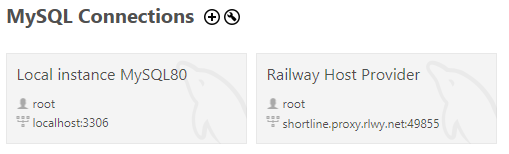 MySQL Connections
Local instance MySQL80
root
localhost:3306
Railway Host Provider
root
shortline.proxy.rlwy.net:49855